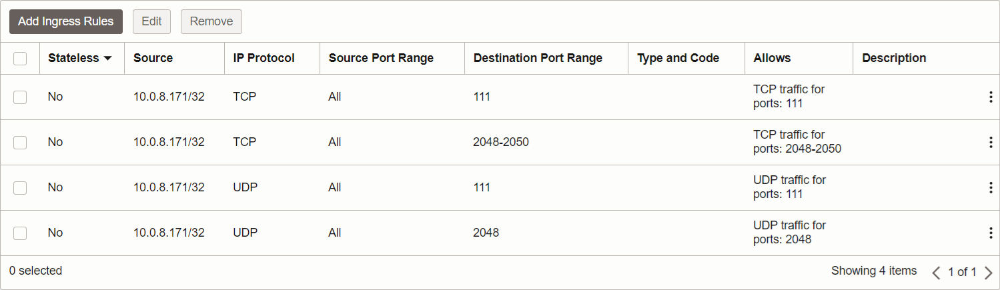 Add Ingress Rules Edit Remove
Stateless Source IP Protocol Source Port Range Destination Port Range Type and Code Allows Description
No 10.0.8.171/32 TCP All 111 TCP traffic for
ports: 111
No 10.0.8.171/32 TCP All 2048-2050 TCP traffic for
ports: 2048-2050
No 10.0.8.171/32 UDP All 111 UDP traffic for
ports: 111
No 10.0.8.171/32 UDP All 2048 UDP traffic for
ports: 2048
0 selected Showing 4 items 1 of 1